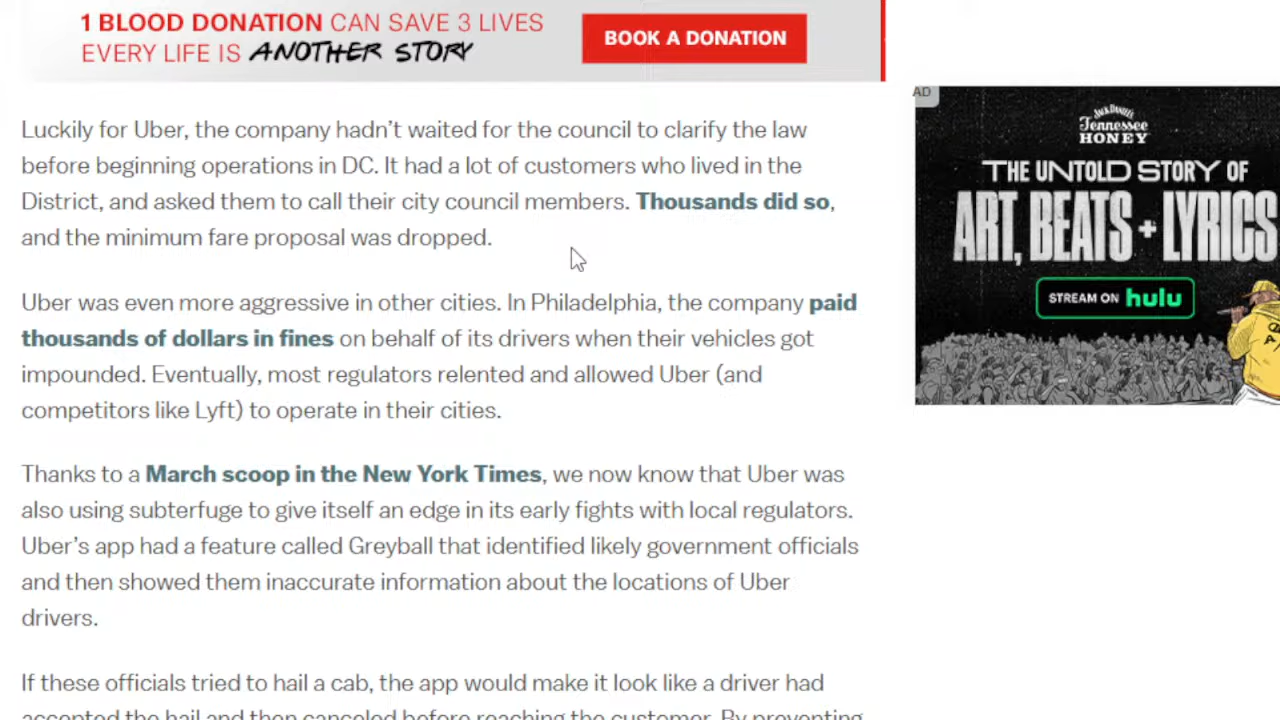 1 BLOOD DONATION CAN SAVE 3 LIVES
EVERY LIFE IS ANOTHER STORY
BOOK A DONATION
Luckily for Uber, the company hadn't waited for the council to clarify the law
before beginning operations in DC. It had a lot of customers who lived in the
District, and asked them to call their city council members. Thousands did so,
and the minimum fare proposal was dropped.
Uber was even more aggressive in other cities. In Philadelphia, the company paid
thousands of dollars in fines on behalf of its drivers when their vehicles got
impounded. Eventually, most regulators relented and allowed Uber (and
competitors like Lyft) to operate in their cities.
Thanks to a March scoop in the New York Times, we now know that Uber was
also using subterfuge to give itself an edge in its early fights with local regulators.
Uber's app had a feature called Greyball that identified likely government officials
and then showed them inaccurate information about the locations of Uber
drivers.
If these officials tried to hail a cab, the app would make it look like a driver had
accepted the hail and then canceled before reaching the customer. By preventing
AD
JACK DANIEL'S
Tennessee
HONEY
THE UNTOLD STORY OF
ART, BEATS + LYRICS
STREAM ON hulu